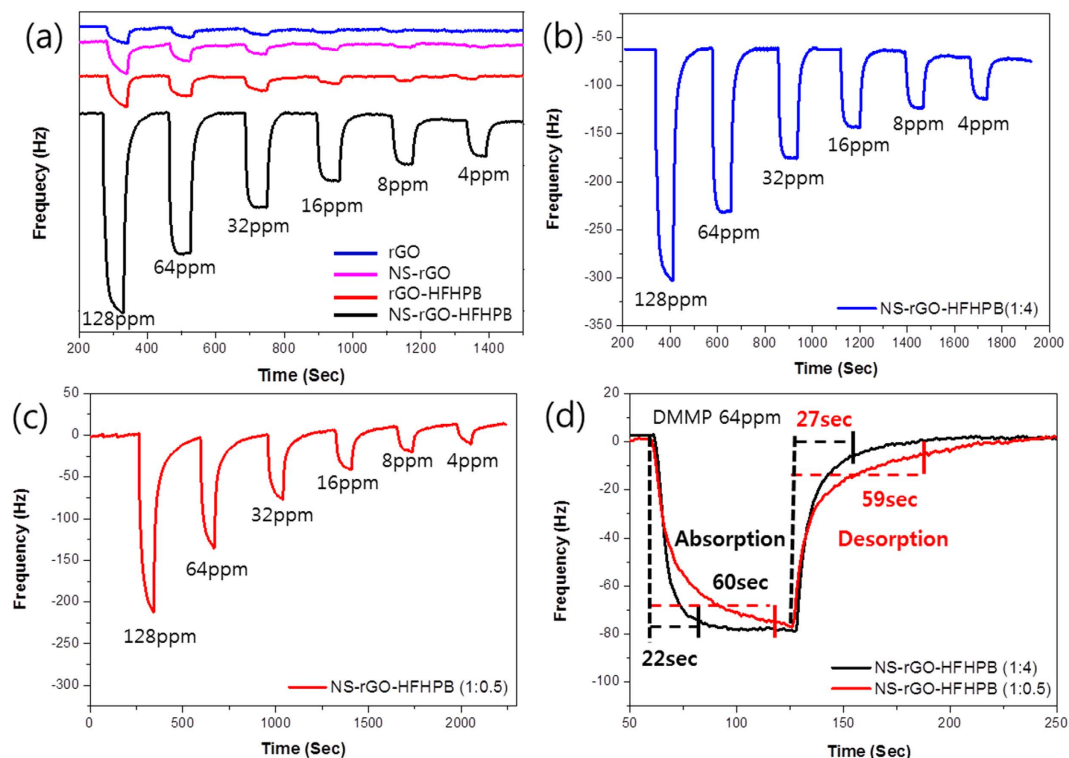 (a)
Frequecy (Hz)
128ppm
64ppm
32ppm
16ppm
8ppm
4ppm
rGO
NS-rGO
rGO-HFHPB
NS-rGO-HFHPB
200 400 600 800 1000 1200 1400
Time (Sec)
(b)
Frequency (Hz)
-50
-100
-150
-200
-250
-300
-350
128ppm
64ppm
32ppm
16ppm
8ppm
4ppm
NS-rGO-HFHPB(1:4)
200 400 600 800 1000 1200 1400 1600 1800 2000
Time (Sec)
(c)
Frequency (Hz)
50
0
-50
-100
-150
-200
-250
-300
128ppm
64ppm
32ppm
16ppm
8ppm
4ppm
NS-rGO-HFHPB (1:0.5)
0 500 1000 1500 2000
Time (Sec)
(d)
Frequency (Hz)
20
0
-20
-40
-60
-80
-100
DMMP 64ppm
27sec
59sec
Absorption
Desorption
60sec
22sec
NS-rGO-HFHPB (1:4)
NS-rGO-HFHPB (1:0.5)
50 100 150 200 250
Time (Sec)